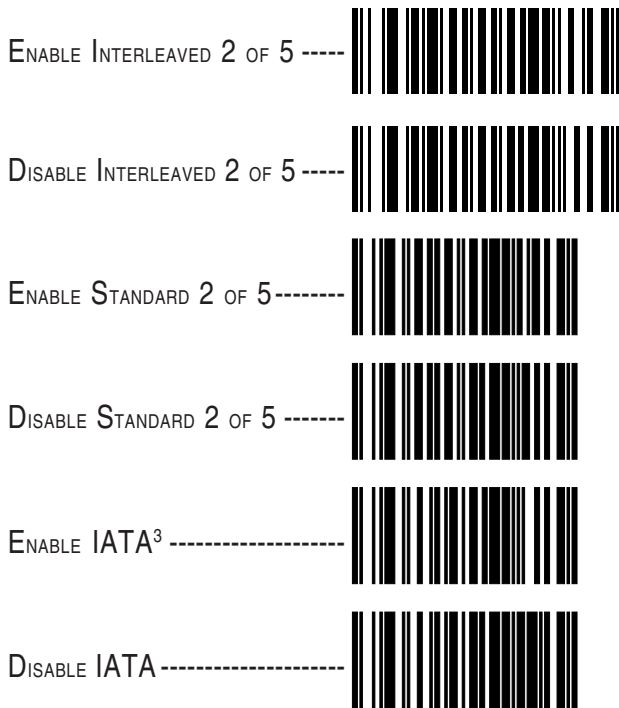 Enable Interleaved 2 of 5 -----
Disable Interleaved 2 of 5 -----
Enable Standard 2 of 5--------
Disable Standard 2 of 5 -------
Enable IATA³ --------------------
Disable IATA---------------------